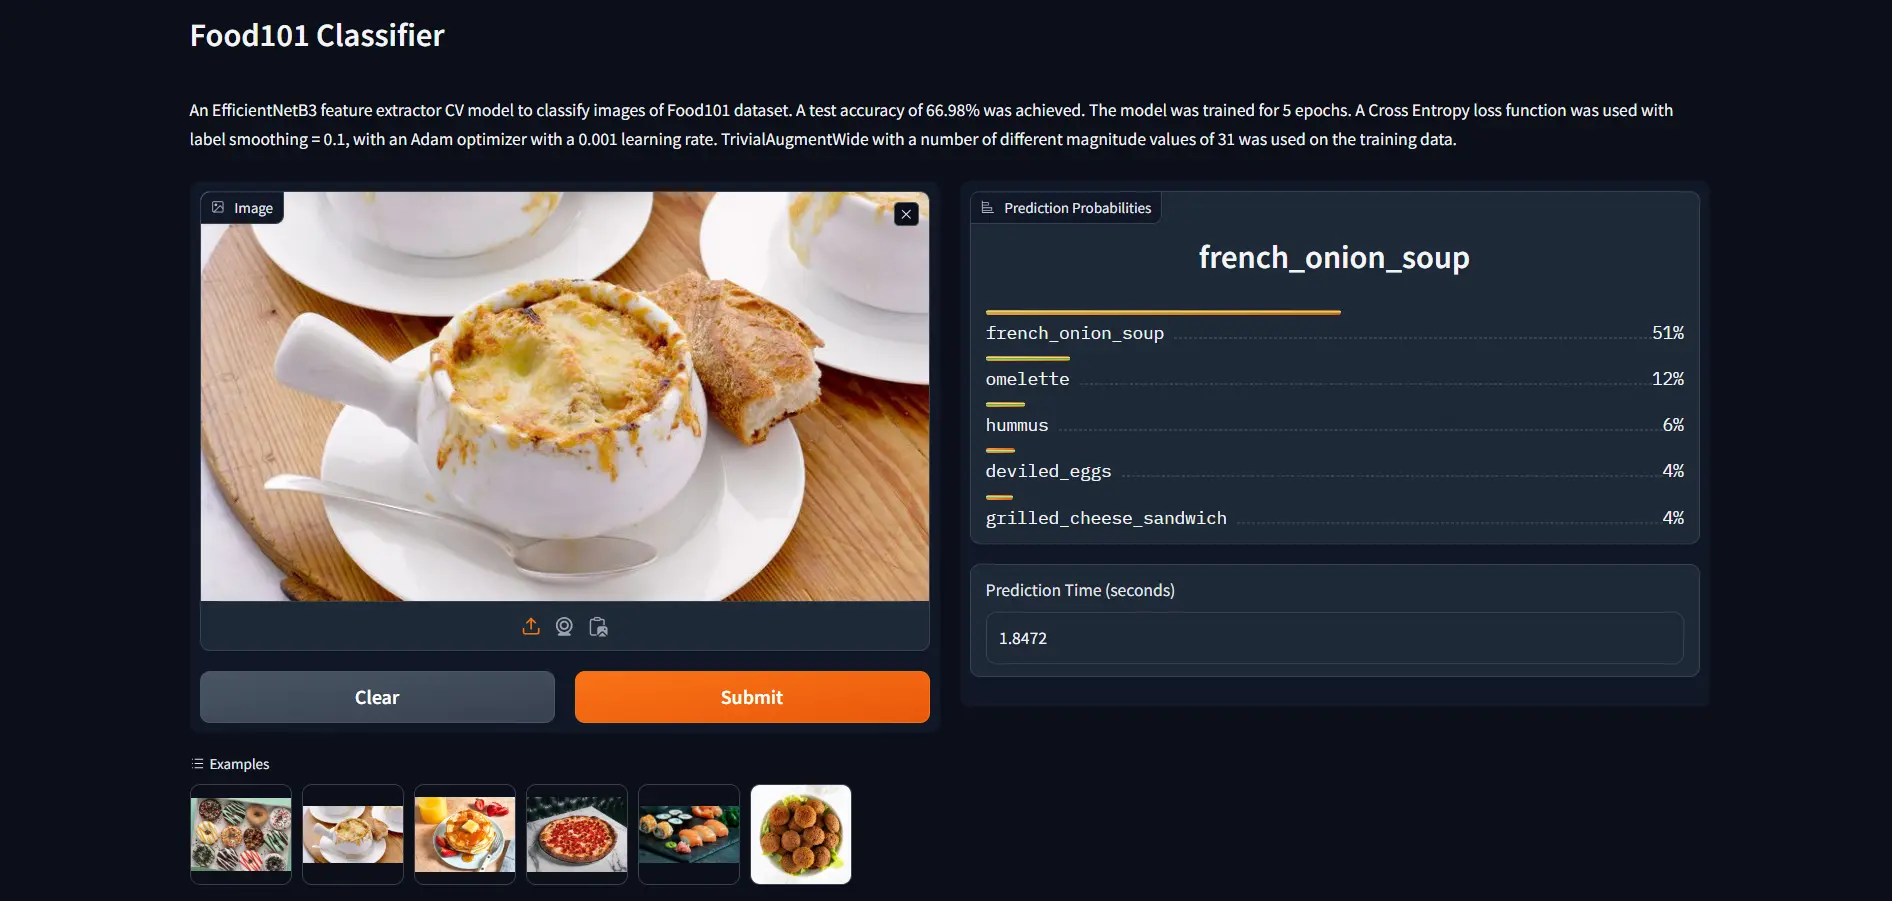 Food101 Classifier
An EfficientNetB3 feature extractor CV model to classify images of Food101 dataset. A test accuracy of 66.98% was achieved. The model was trained for 5 epochs. A Cross Entropy loss function was used with
label smoothing = 0.1, with an Adam optimizer with a 0.001 learning rate. TrivialAugmentWide with a number of different magnitude values of 31 was used on the training data.
Image
Clear
Submit
Prediction Probabilities
french_onion_soup
french_onion_soup 51%
omelette 12%
hummus 6%
deviled_eggs 4%
grilled_cheese_sandwich 4%
Prediction Time (seconds)
1.8472
Examples